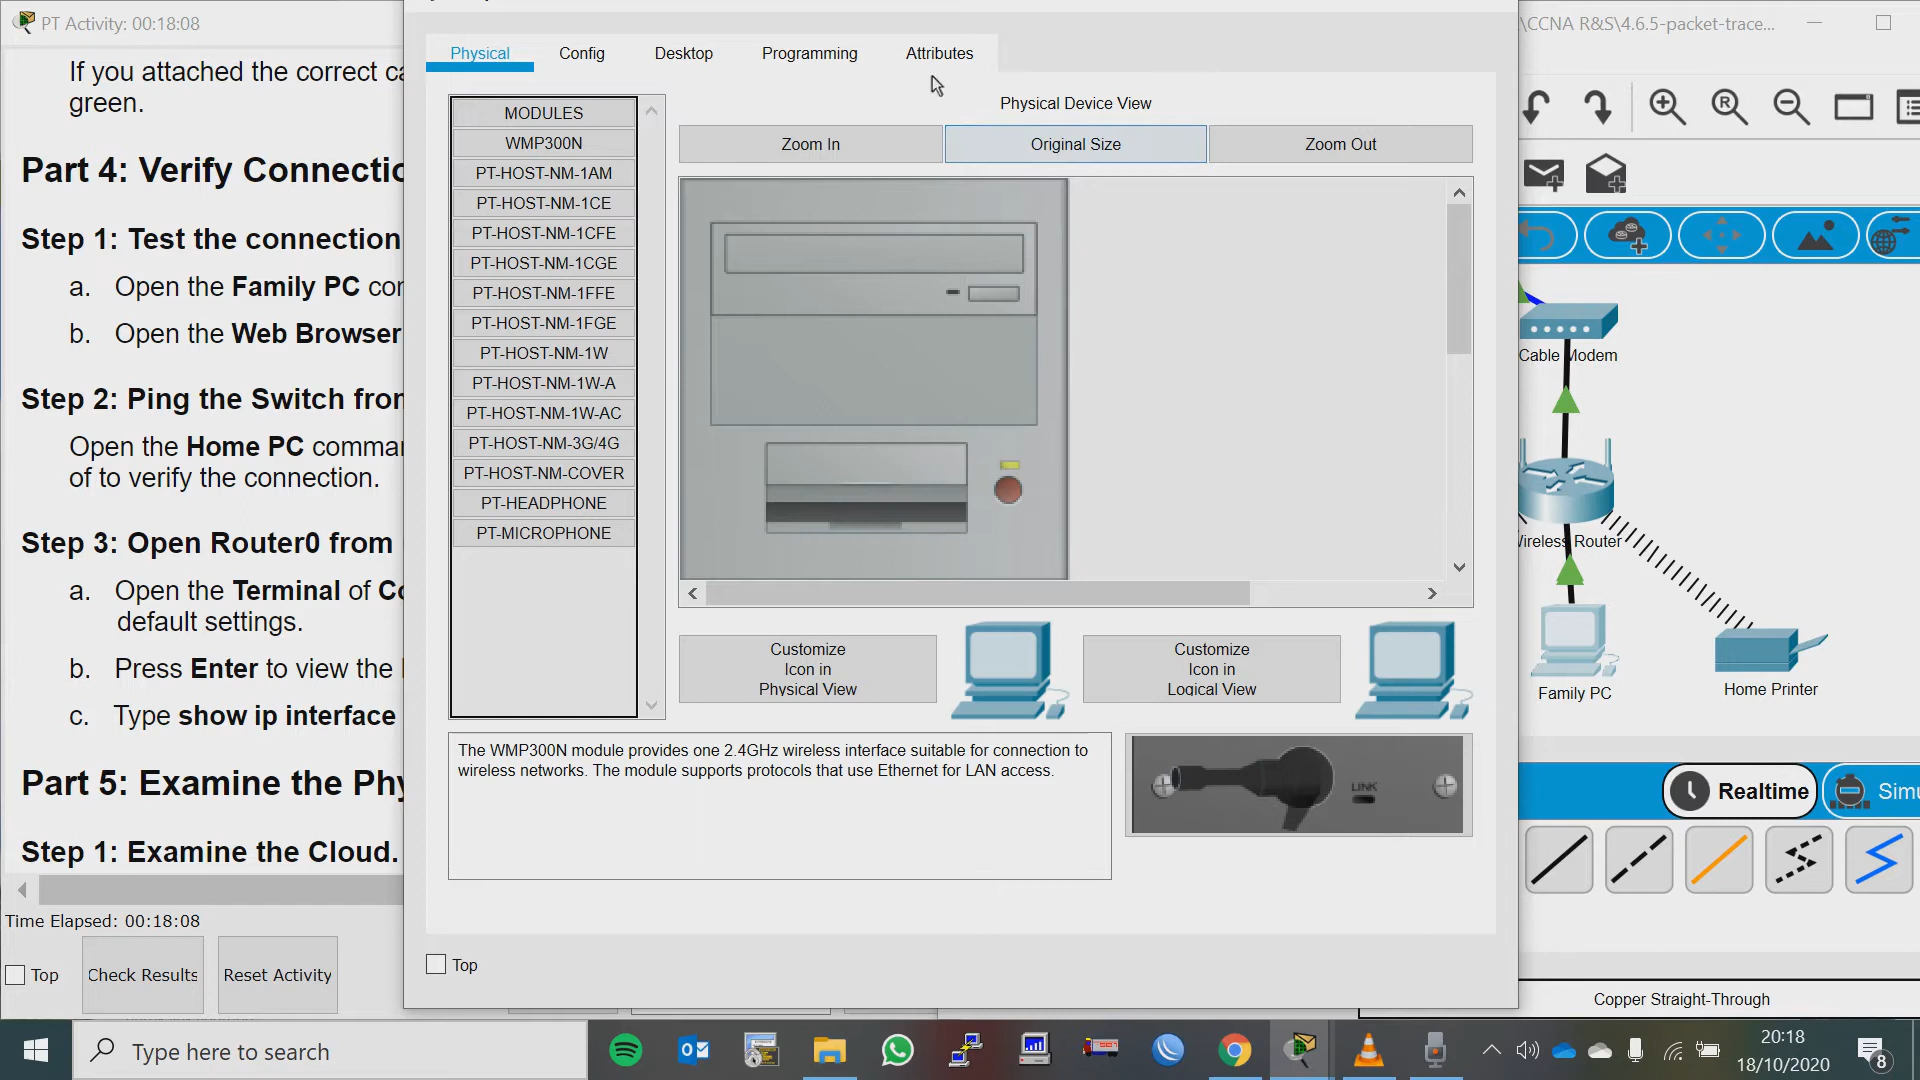 PT Activity: 00:18:08
If you attached the correct ca
green.
Part 4: Verify Connectio
Step 1: Test the connection
a. Open the Family PC con
b. Open the Web Browser
Step 2: Ping the Switch fror
Open the Home PC commar
of to verify the connection.
Step 3: Open Router0 from
a. Open the Terminal of Co
default settings.
b. Press Enter to view the
c. Type show ip interface
Part 5: Examine the Phy
Step 1: Examine the Cloud.
Time Elapsed: 00:18:08
Top
Check Results
Reset Activity
Physical
Config
Desktop
Programming
Attributes
MODULES
WMP300N
PT-HOST-NM-1AM
PT-HOST-NM-1CE
PT-HOST-NM-1CFE
PT-HOST-NM-1CGE
PT-HOST-NM-1FFE
PT-HOST-NM-1FGE
PT-HOST-NM-1W
PT-HOST-NM-1W-A
PT-HOST-NM-1W-AC
PT-HOST-NM-3G/4G
PT-HOST-NM-COVER
PT-HEADPHONE
PT-MICROPHONE
Physical Device View
Zoom In
Original Size
Zoom Out
Customize
Icon in
Physical View
Customize
Icon in
Logical View
The WMP300N module provides one 2.4GHz wireless interface suitable for connection to
wireless networks. The module supports protocols that use Ethernet for LAN access.
LINK
Top
\CCNA R&S\4.6.5-packet-trace...
Cable Modem
Wireless Router
Family PC
Home Printer
Realtime
Simu
Copper Straight-Through
Type here to search
20:18
18/10/2020
8